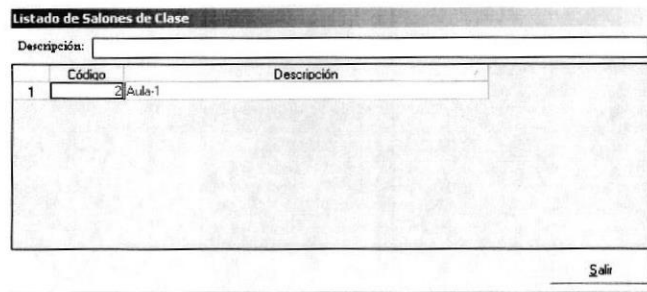 Listado de Salones de Clase
Descripción:
Código Descripción
1 2 Aula-1
Salir